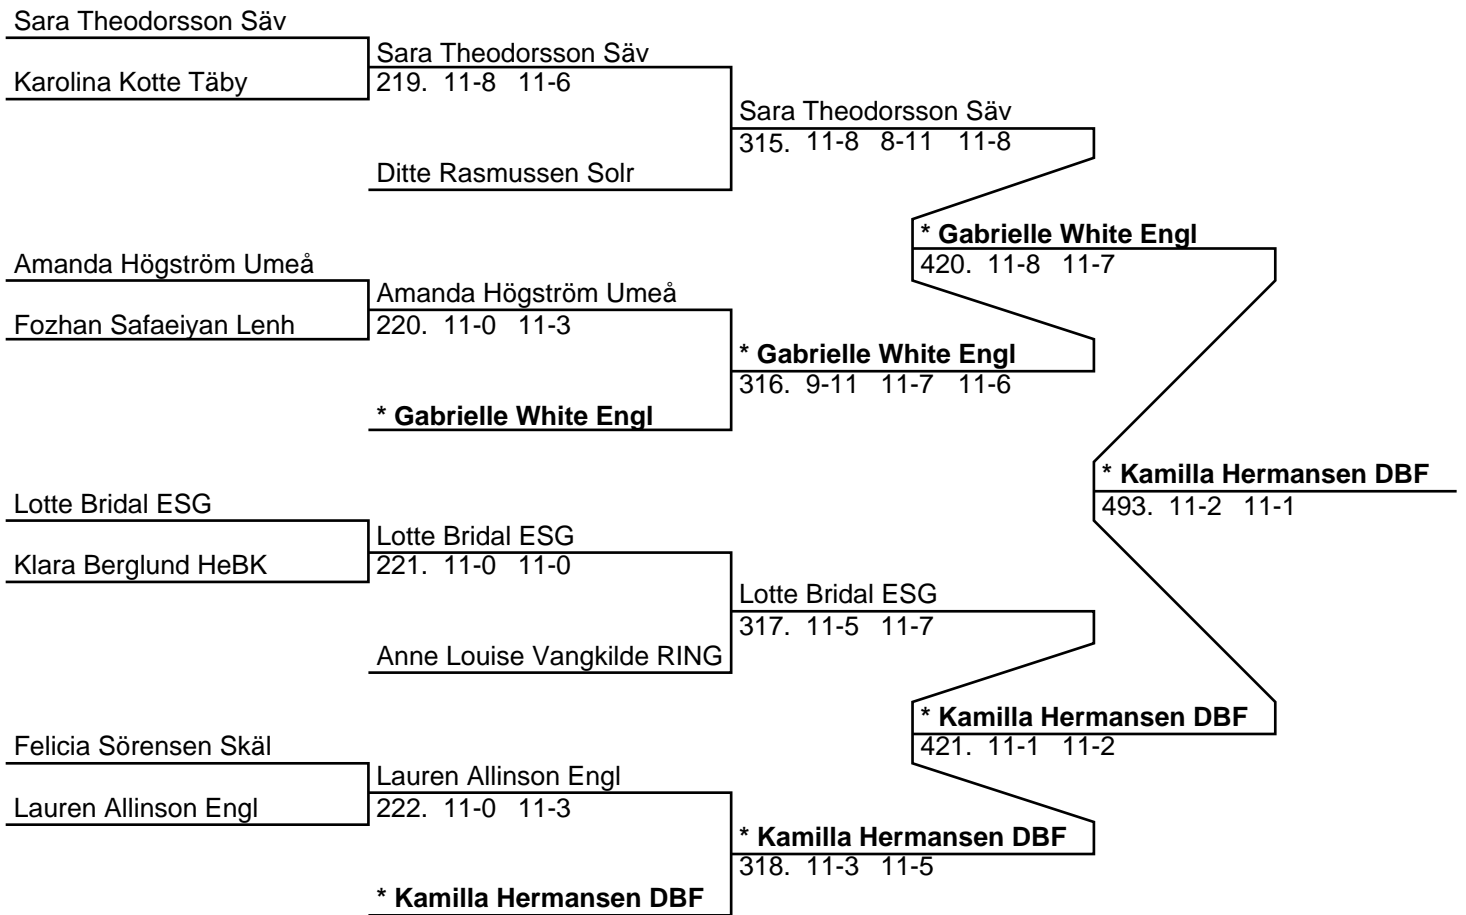 Sara Theodorsson Säv
Sara Theodorsson Säv
Karolina Kotte Täby
219. 11-8 11-6
Sara Theodorsson Säv
315. 11-8 8-11 11-8
Ditte Rasmussen Solr
* Gabrielle White Engl
420. 11-8 11-7
Amanda Högström Umeå
Amanda Högström Umeå
Fozhan Safaeiyan Lenh
220. 11-0 11-3
* Gabrielle White Engl
316. 9-11 11-7 11-6
* Gabrielle White Engl
* Kamilla Hermansen DBF
493. 11-2 11-1
Lotte Bridal ESG
Lotte Bridal ESG
Klara Berglund HeBK
221. 11-0 11-0
Lotte Bridal ESG
317. 11-5 11-7
Anne Louise Vangkilde RING
* Kamilla Hermansen DBF
421. 11-1 11-2
Felicia Sörensen Skäl
Lauren Allinson Engl
Lauren Allinson Engl
222. 11-0 11-3
* Kamilla Hermansen DBF
318. 11-3 11-5
* Kamilla Hermansen DBF